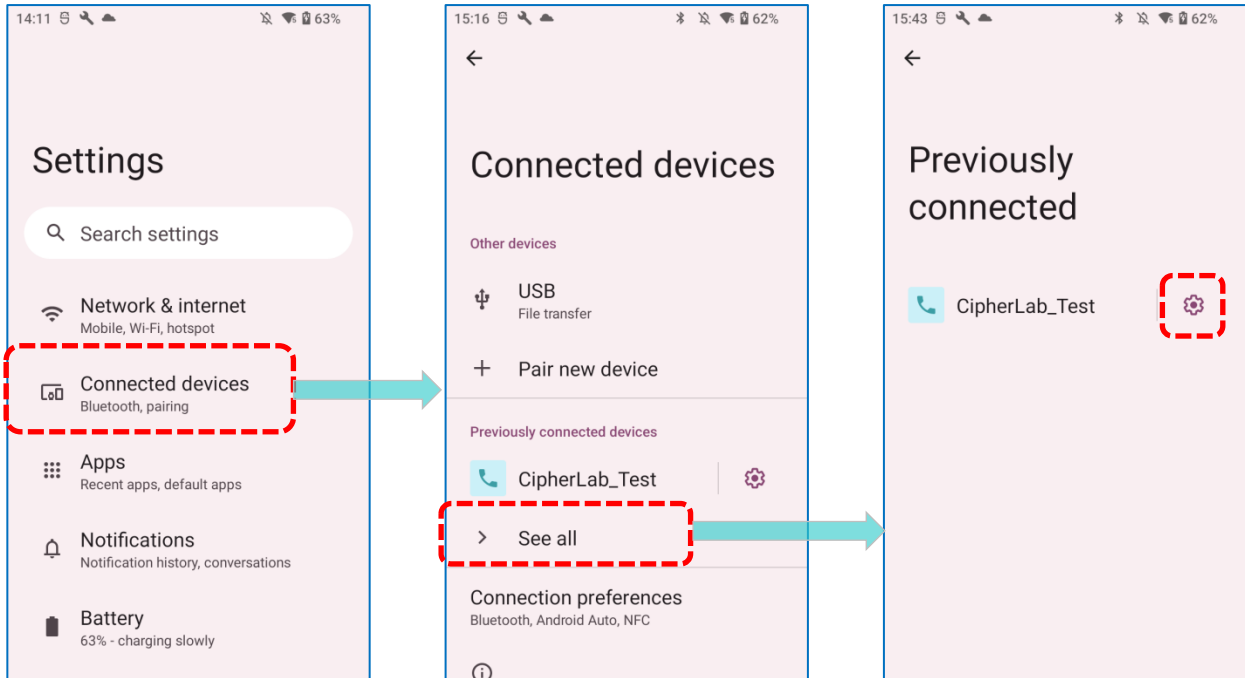 14:11 63%
Settings
Search settings
Network & internet
Mobile, Wi-Fi, hotspot
Connected devices
Bluetooth, pairing
Apps
Recent apps, default apps
Notifications
Notification history, conversations
Battery
63% - charging slowly
15:16 62%
Connected devices
Other devices
USB
File transfer
Pair new device
Previously connected devices
CipherLab_Test
See all
Connection preferences
Bluetooth, Android Auto, NFC
15:43 62%
Previously
connected
CipherLab_Test